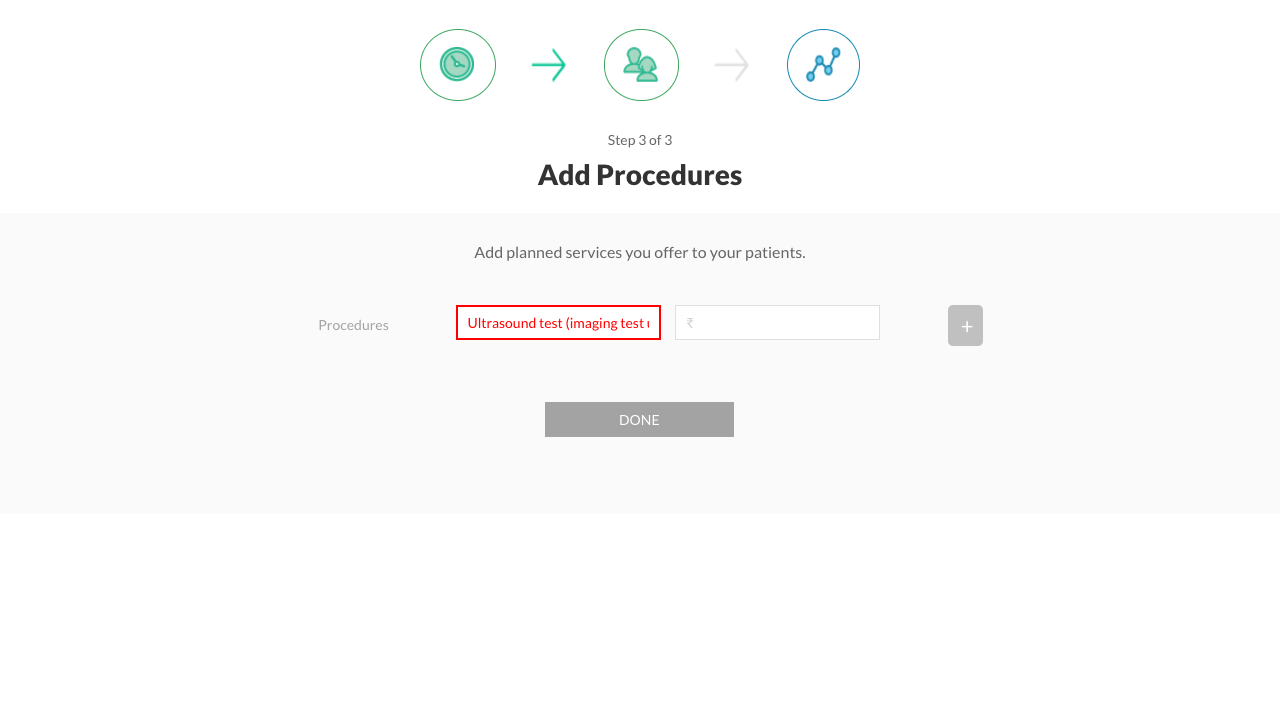 Step 3 of 3
Add Procedures
Add planned services you offer to your patients.
Procedures
Ultrasound test (imaging test
₹
+
DONE